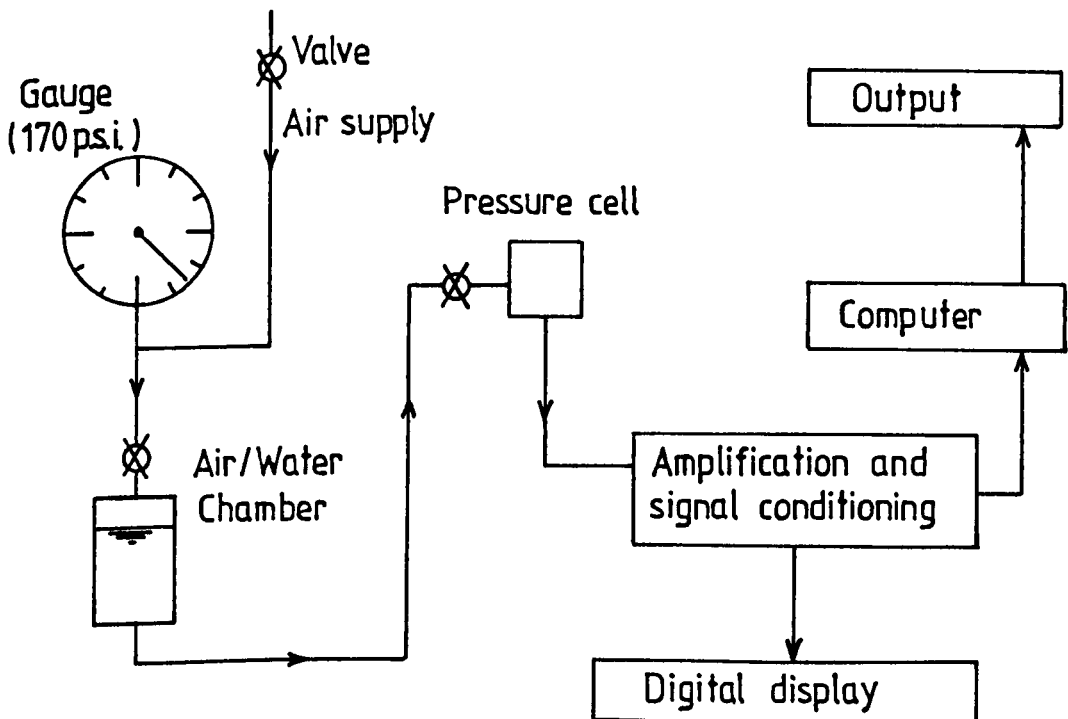 Valve
Gauge
(170 p.s.i.)
Air supply
Output
Pressure cell
Computer
Air/Water
Chamber
Amplification and
signal conditioning
Digital display